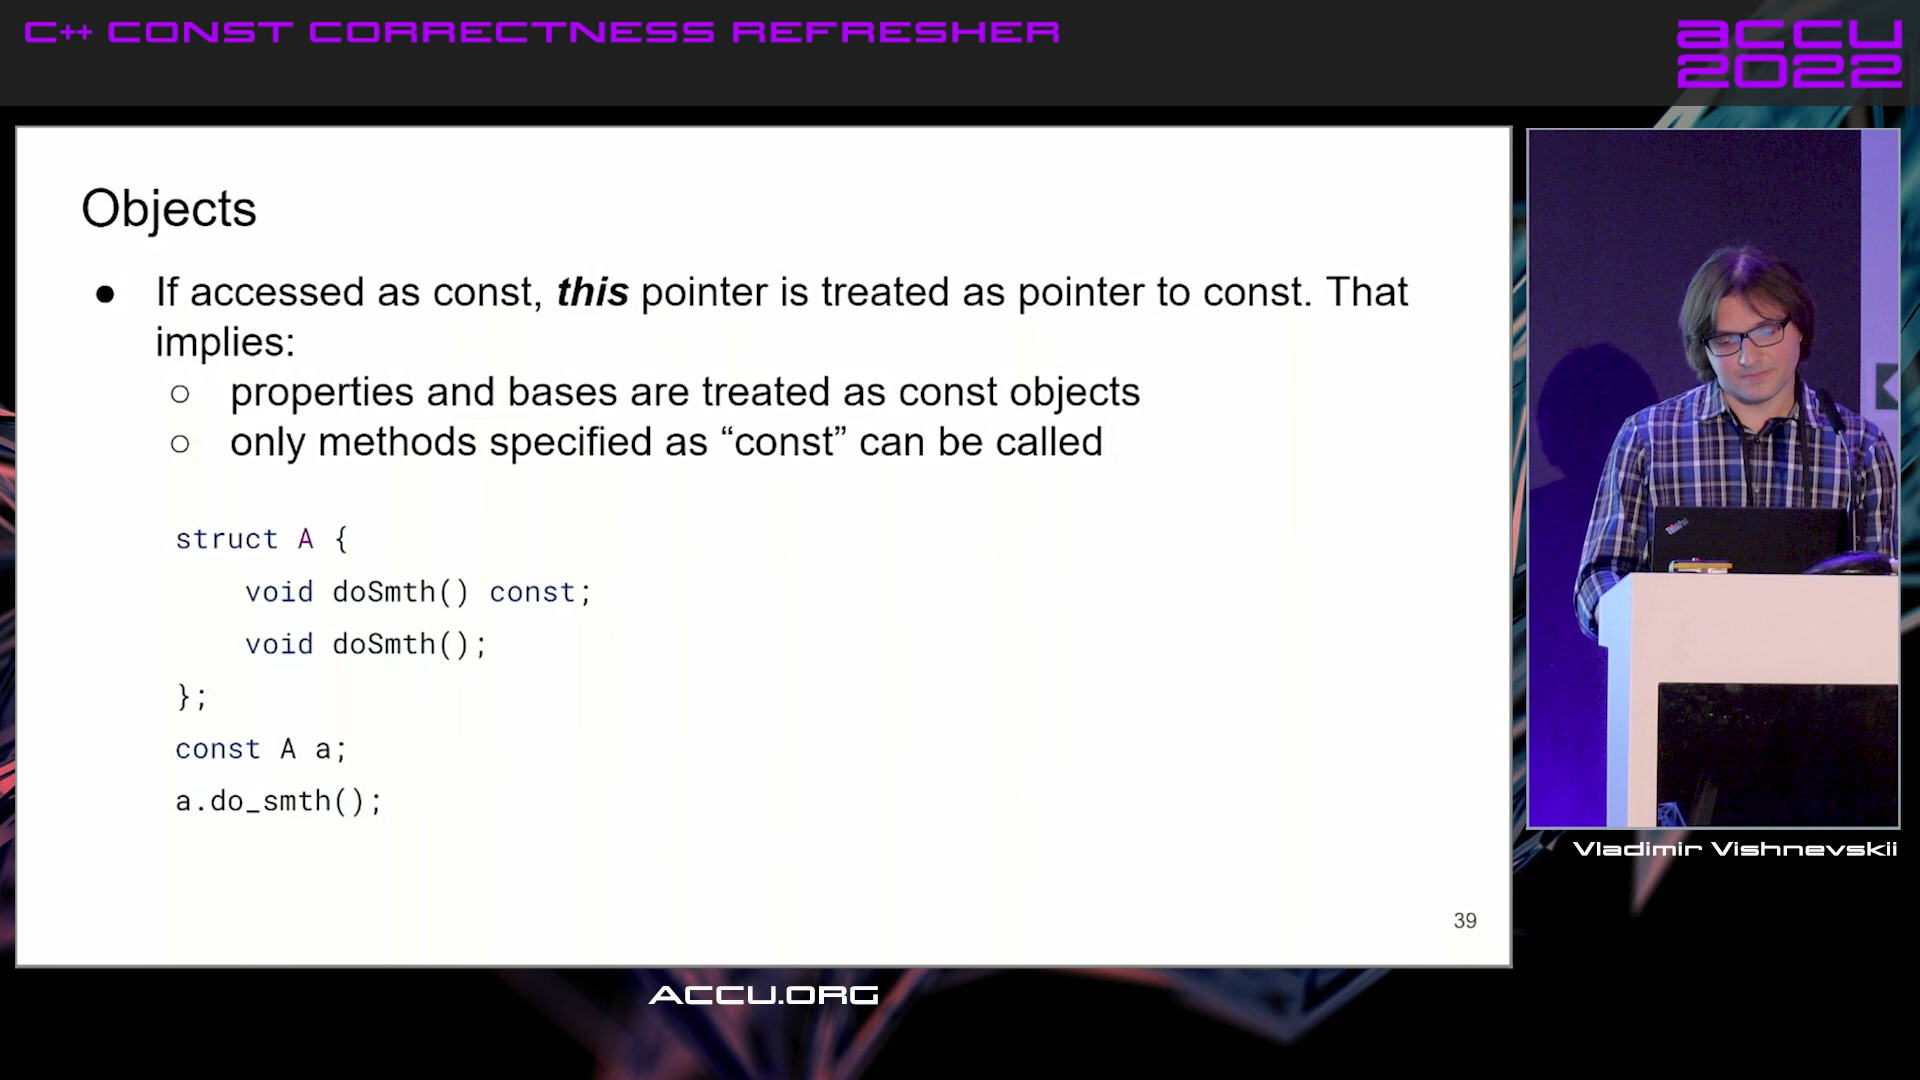 C++ CONST CORRECTNESS REFRESHER
accu
2022
Objects
● If accessed as const, this pointer is treated as pointer to const. That
implies:
○ properties and bases are treated as const objects
○ only methods specified as “const” can be called
struct A {
void doSmth() const;
void doSmth();
};
const A a;
a.do_smth();
39
Vladimir Vishnevskii
ACCU.ORG
ThinkPad